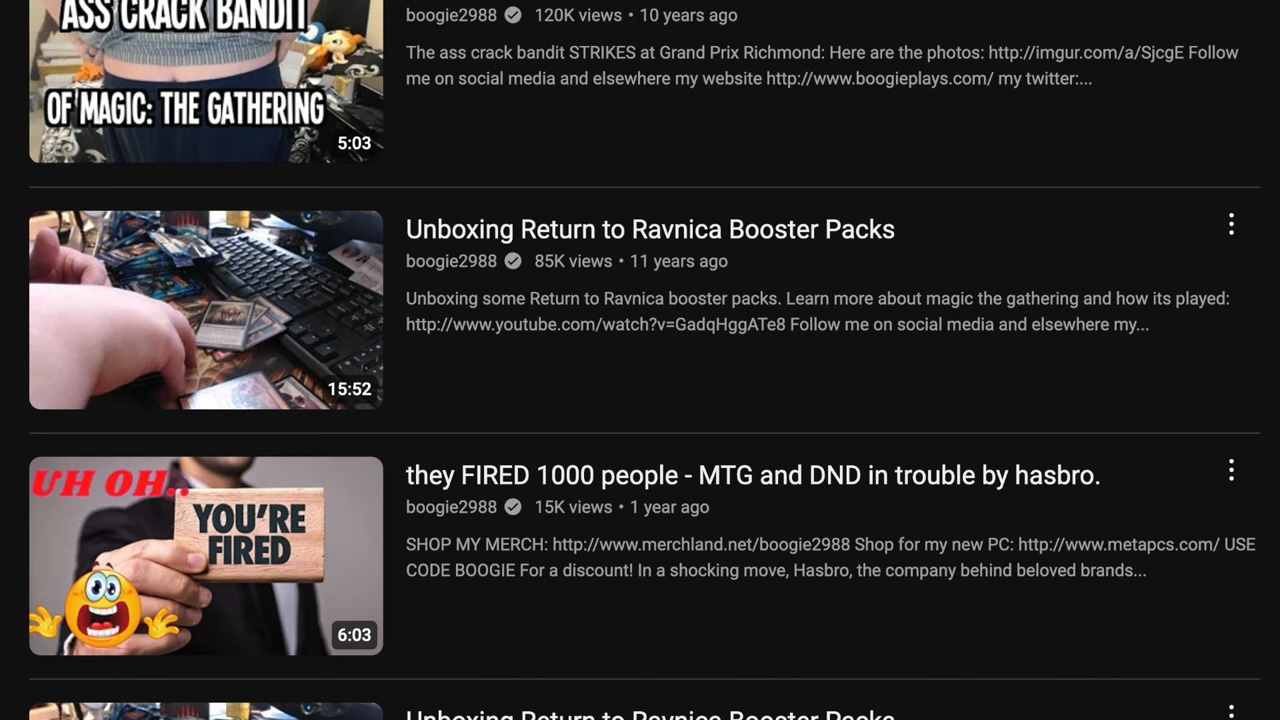 ASS CRACK BANDIT
OF MAGIC: THE GATHERING
5:03
boogie2988 120K views • 10 years ago
The ass crack bandit STRIKES at Grand Prix Richmond: Here are the photos: http://imgur.com/a/SjcgE Follow
me on social media and elsewhere my website http://www.boogieplays.com/ my twitter:...
15:52
Unboxing Return to Ravnica Booster Packs
boogie2988 85K views • 11 years ago
Unboxing some Return to Ravnica booster packs. Learn more about magic the gathering and how its played:
http://www.youtube.com/watch?v=GadqHggATe8 Follow me on social media and elsewhere my...
UH OH..
YOU'RE
FIRED
6:03
they FIRED 1000 people - MTG and DND in trouble by hasbro.
boogie2988 15K views • 1 year ago
SHOP MY MERCH: http://www.merchland.net/boogie2988 Shop for my new PC: http://www.metapcs.com/ USE
CODE BOOGIE For a discount! In a shocking move, Hasbro, the company behind beloved brands...
Unboxing Return to Ravnica Booster Packs